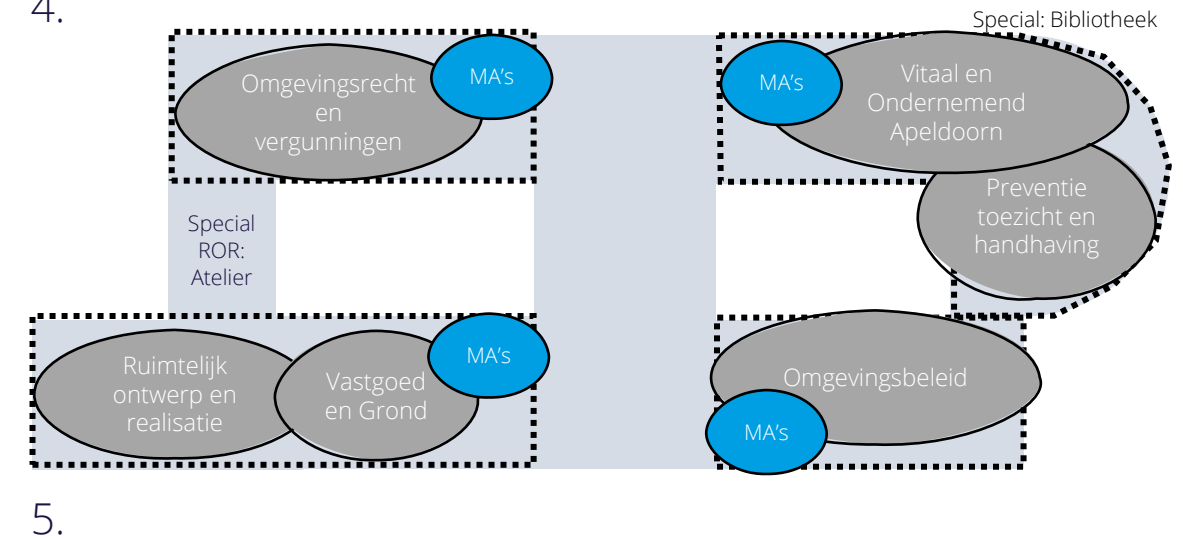 4.
Special: Bibliotheek
Omgevingsrecht
en
vergunningen
MA's
MA's
Vitaal en
Ondernemend
Apeldoorn
Preventie
toezicht en
handhaving
Special
ROR:
Atelier
Ruimtelijk
ontwerp en
realisatie
Vastgoed
en Grond
MA's
Omgevingsbeleid
MA's
5.